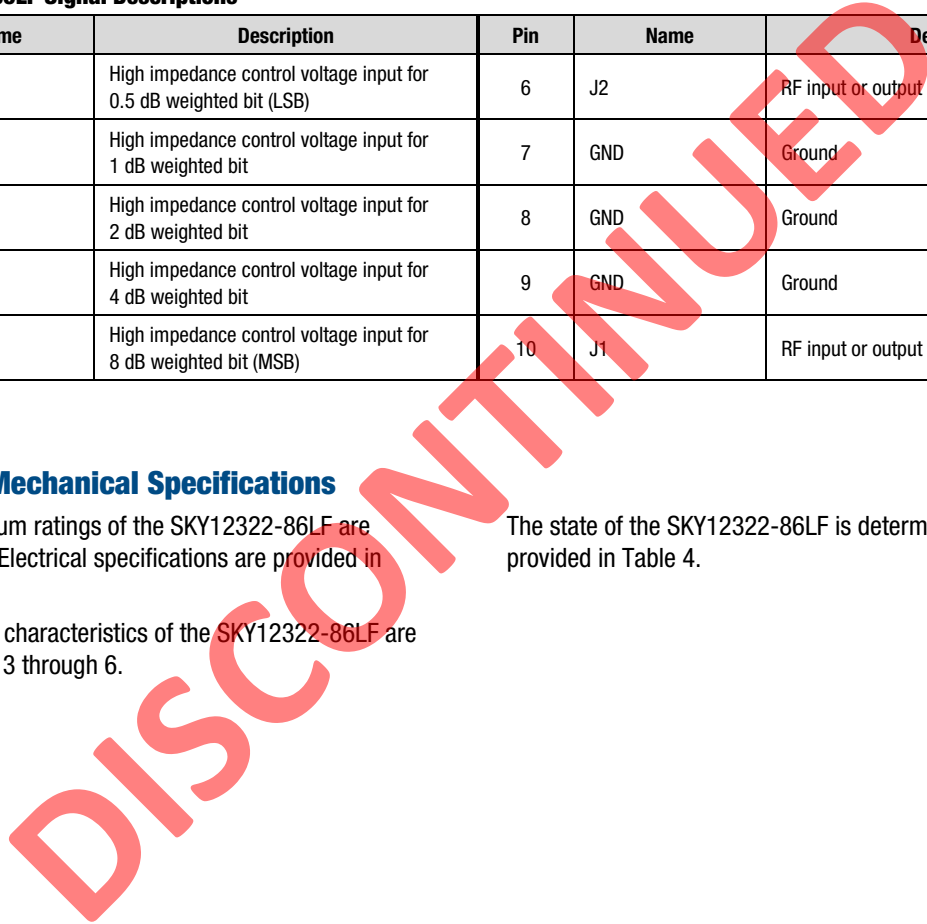 me Description Pin Name De
High impedance control voltage input for
0.5 dB weighted bit (LSB)
6 J2 RF input or output
High impedance control voltage input for
1 dB weighted bit
7 GND Ground
High impedance control voltage input for
2 dB weighted bit
8 GND Ground
High impedance control voltage input for
4 dB weighted bit
9 GND Ground
High impedance control voltage input for
8 dB weighted bit (MSB)
10 J1 RF input or output
Mechanical Specifications
um ratings of the SKY12322-86LF are
Electrical specifications are provided in
characteristics of the SKY12322-86LF are
3 through 6.
The state of the SKY12322-86LF is determ
provided in Table 4.
DISCONTINUED